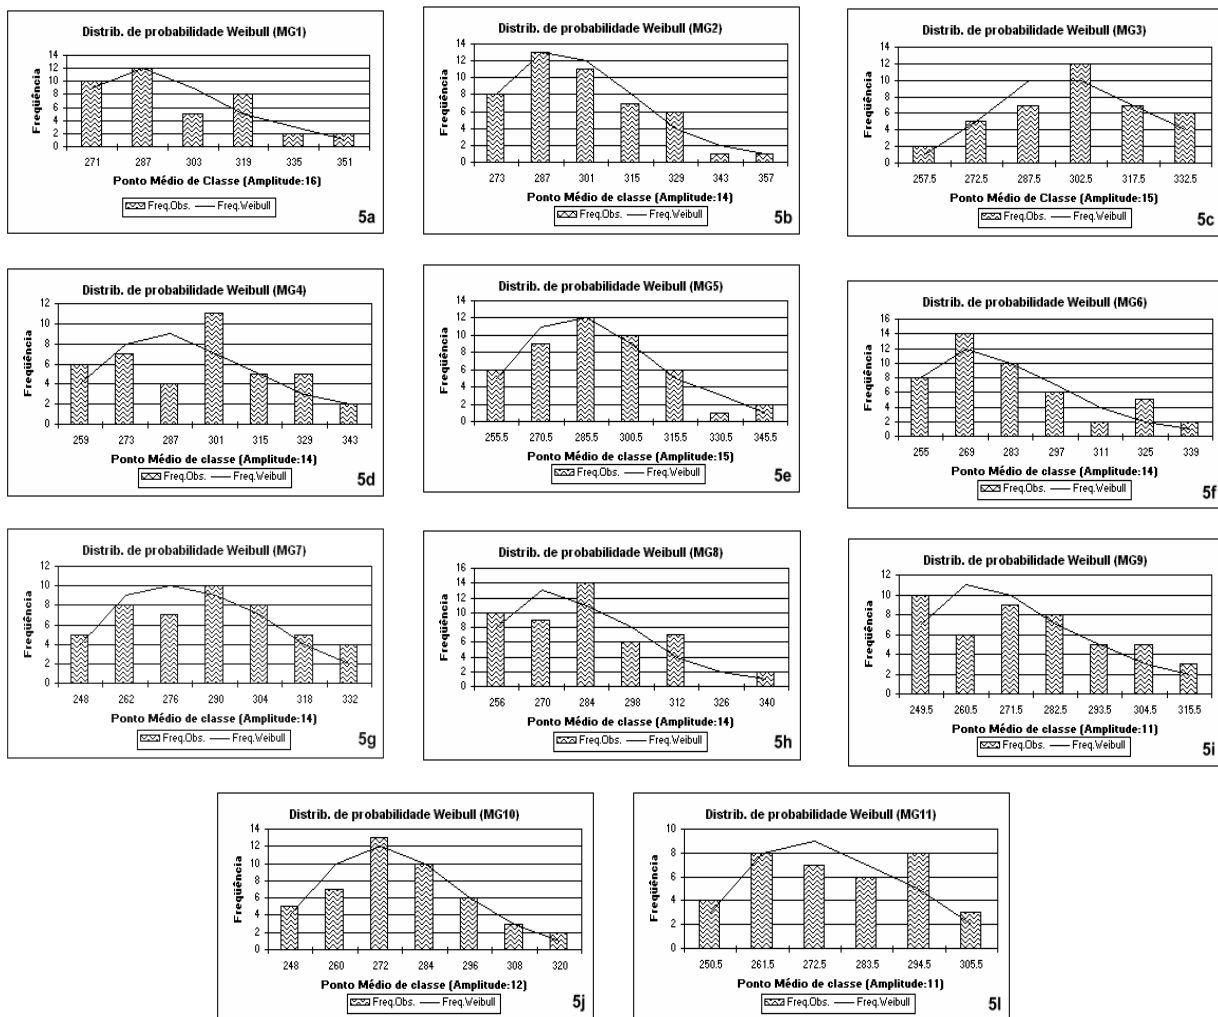 Distrib. de probabilidade Weibull (MG1)
Freqüência
14
12
10
8
6
4
2
0
271 287 303 319 335 351
Ponto Médio de Classe (Amplitude:16)
Freq.Obs. Freq.Weibull
5a
Distrib. de probabilidade Weibull (MG2)
Freqüência
14
12
10
8
6
4
2
0
273 287 301 315 329 343 357
Ponto Médio de classe (Amplitude:14)
Freq.Obs. Freq.Weibull
5b
Distrib. de probabilidade Weibull (MG3)
Freqüência
14
12
10
8
6
4
2
0
257.5 272.5 287.5 302.5 317.5 332.5
Ponto Médio de Classe (Amplitude:15)
Freq.Obs. Freq.Weibull
5c
Distrib. de probabilidade Weibull (MG4)
Freqüência
12
10
8
6
4
2
0
259 273 287 301 315 329 343
Ponto Médio de classe (Amplitude:14)
Freq.Obs. Freq.Weibull
5d
Distrib. de probabilidade Weibull (MG5)
Freqüência
14
12
10
8
6
4
2
0
255.5 270.5 285.5 300.5 315.5 330.5 345.5
Ponto Médio de classe (Amplitude:15)
Freq.Obs. Freq.Weibull
5e
Distrib. de probabilidade Weibull (MG6)
Freqüência
16
14
12
10
8
6
4
2
0
255 269 283 297 311 325 339
Ponto Médio de classe (Amplitude:14)
Freq.Obs. Freq.Weibull
5f
Distrib. de probabilidade Weibull (MG7)
Freqüência
12
10
8
6
4
2
0
248 262 276 290 304 318 332
Ponto Médio de classe (Amplitude:14)
Freq.Obs. Freq.Weibull
5g
Distrib. de probabilidade Weibull (MG8)
Freqüência
16
14
12
10
8
6
4
2
0
256 270 284 298 312 326 340
Ponto Médio de classe (Amplitude:14)
Freq.Obs. Freq.Weibull
5h
Distrib. de probabilidade Weibull (MG9)
Freqüência
12
10
8
6
4
2
0
249.5 260.5 271.5 282.5 293.5 304.5 315.5
Ponto Médio de classe (Amplitude:11)
Freq.Obs. Freq.Weibull
5i
Distrib. de probabilidade Weibull (MG10)
Freqüência
14
12
10
8
6
4
2
0
248 260 272 284 296 308 320
Ponto Médio de classe (Amplitude:12)
Freq.Obs. Freq.Weibull
5j
Distrib. de probabilidade Weibull (MG11)
Freqüência
10
8
6
4
2
0
250.5 261.5 272.5 283.5 294.5 305.5
Ponto Médio de classe (Amplitude:11)
Freq.Obs. Freq.Weibull
5l